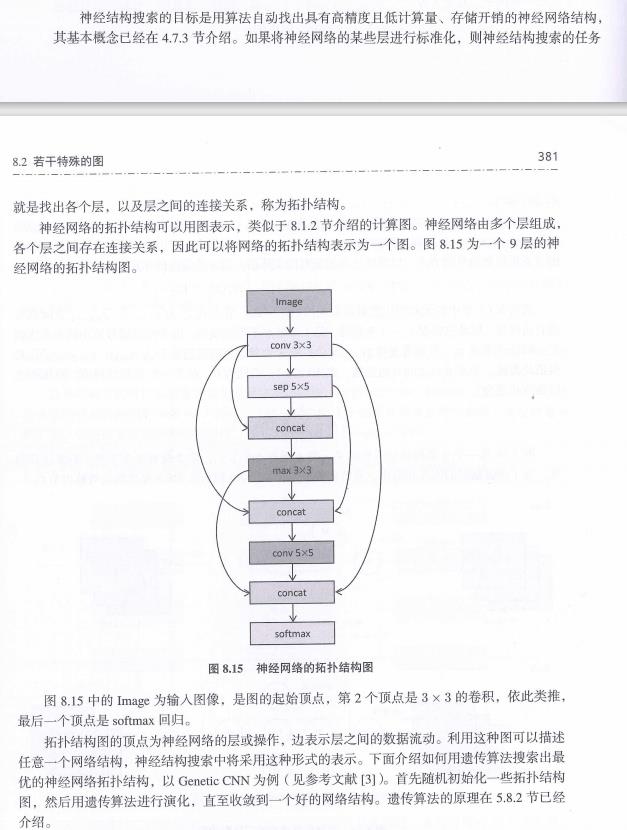 神经结构搜索的目标是用算法自动找出具有高精度且低计算量、存储开销的神经网络结构，
其基本概念已经在 4.7.3 节介绍。如果将神经网络的某些层进行标准化，则神经结构搜索的任务
8.2 若干特殊的图
381
就是找出各个层，以及层之间的连接关系，称为拓扑结构。
神经网络的拓扑结构可以用图表示，类似于 8.1.2 节介绍的计算图。神经网络由多个层组成，
各个层之间存在连接关系，因此可以将网络的拓扑结构表示为一个图。图 8.15 为一个 9 层的神
经网络的拓扑结构图。
Image
conv 3×3
sep 5×5
concat
max 3×3
concat
conv 5×5
concat
softmax
图 8.15 神经网络的拓扑结构图
图 8.15 中的 Image 为输入图像，是图的起始顶点，第 2 个顶点是 3 × 3 的卷积，依此类推，
最后一个顶点是 softmax 回归。
拓扑结构图的顶点为神经网络的层或操作，边表示层之间的数据流动。利用这种图可以描述
任意一个网络结构，神经结构搜索中将采用这种形式的表示。下面介绍如何用遗传算法搜索出最
优的神经网络拓扑结构，以 Genetic CNN 为例（见参考文献 [3]）。首先随机初始化一些拓扑结构
图，然后用遗传算法进行演化，直至收敛到一个好的网络结构。遗传算法的原理在 5.8.2 节已经
介绍。